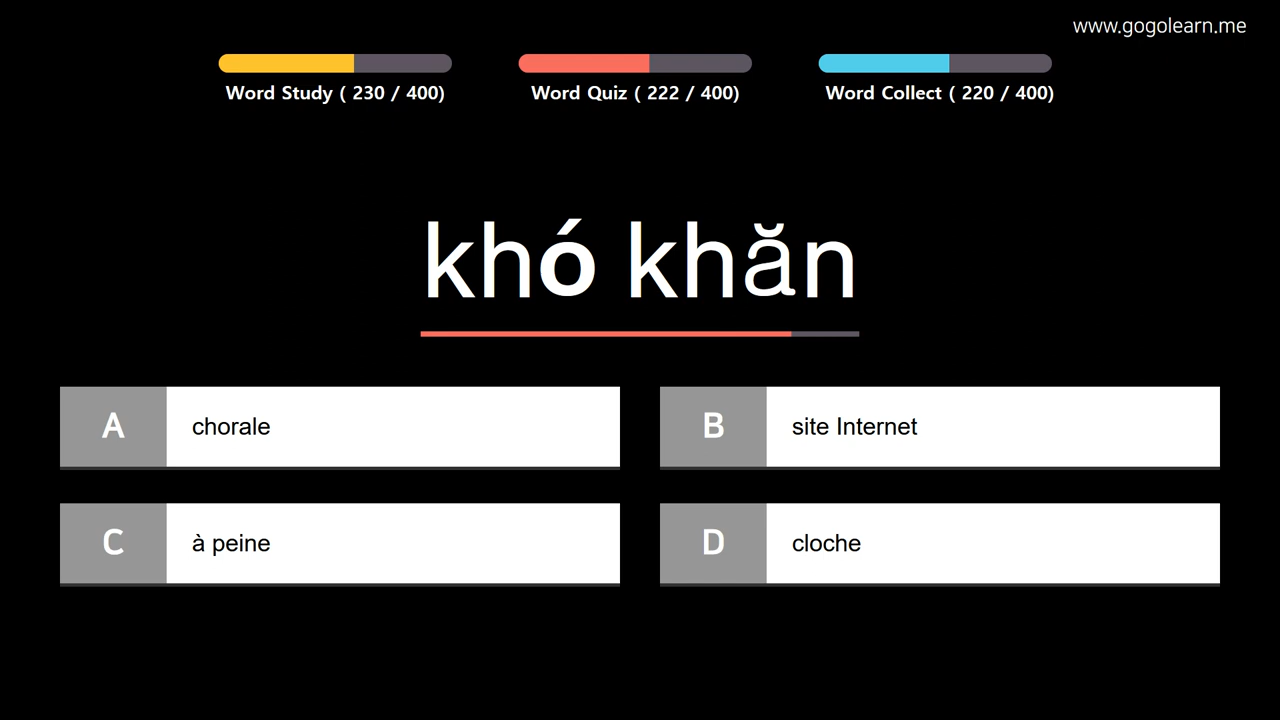 www.gogolearn.me
Word Study ( 230 / 400)
Word Quiz ( 222 / 400)
Word Collect ( 220 / 400)
khó khăn
A
chorale
B
site Internet
C
à peine
D
cloche